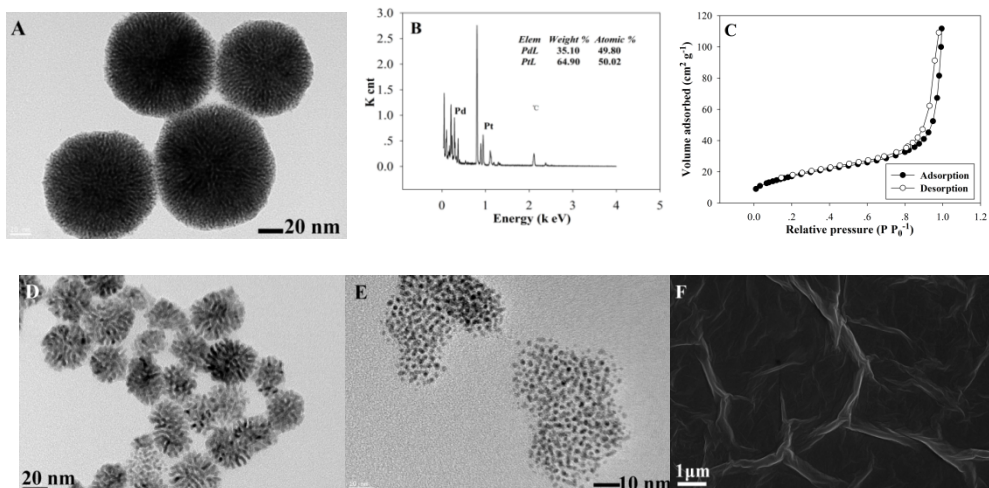 A
20 nm
B
K cnt
3.0
2.5
2.0
1.5
1.0
.5
.0
Elem Weight % Atomic %
PdL 35.10 49.80
PtL 64.90 50.02
Pd
Pt
℃
0 1 2 3 4 5
Energy (k eV)
C
Volume adsorbed (cm² g⁻¹)
120
100
80
60
40
20
0
Adsorption
Desorption
0.0 .2 .4 .6 .8 1.0 1.2
Relative pressure (P P₀⁻¹)
D
20 nm
E
10 nm
F
1μm